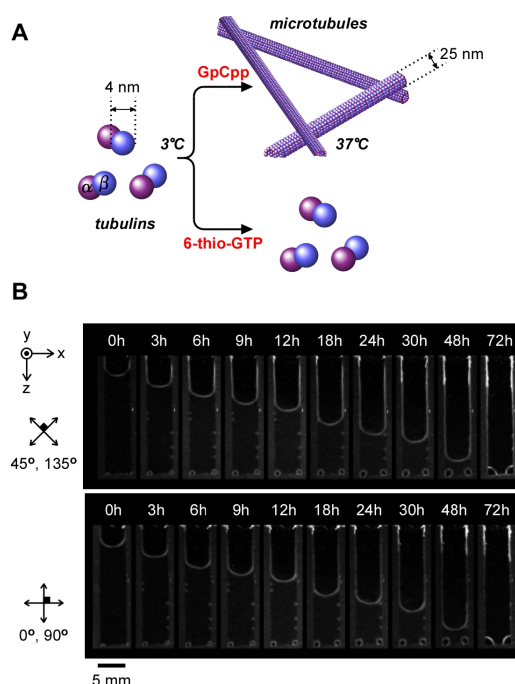 A
microtubules
GpCpp
25 nm
4 nm
3℃
37℃
α β
tubulins
6-thio-GTP
B
y
x
z
0h 3h 6h 9h 12h 18h 24h 30h 48h 72h
45º, 135º
0h 3h 6h 9h 12h 18h 24h 30h 48h 72h
0º, 90º
5 mm